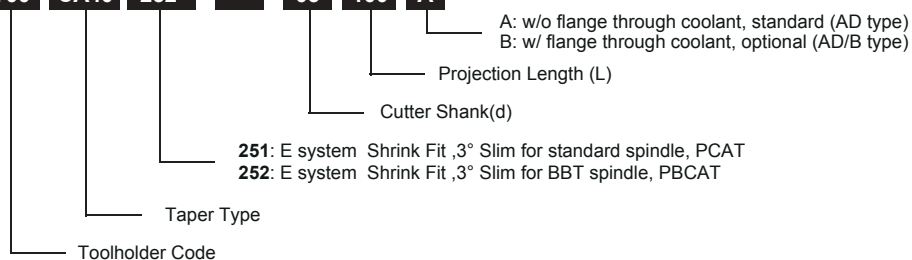 A: w/o flange through coolant, standard (AD type)
B: w/ flange through coolant, optional (AD/B type)
Projection Length (L)
Cutter Shank(d)
251: E system Shrink Fit ,3° Slim for standard spindle, PCAT
252: E system Shrink Fit ,3° Slim for BBT spindle, PBCAT
Taper Type
Toolholder Code